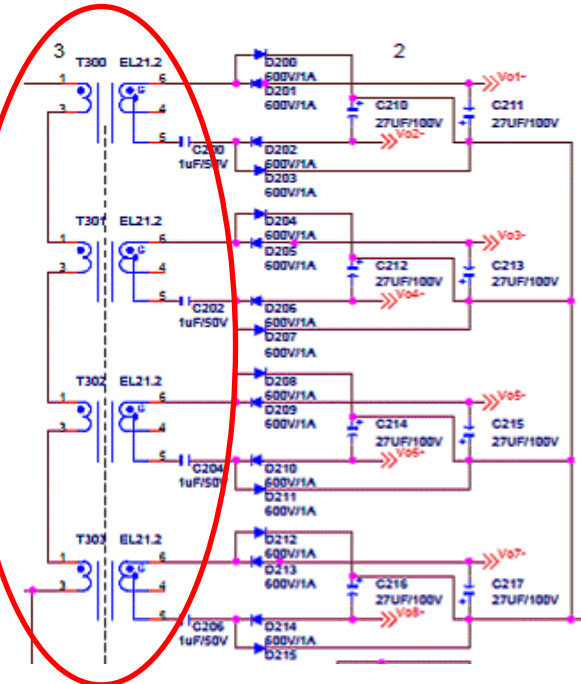 3
2
T300 EL21.2
1
3
6
4
5
G
C200
1uF/50V
D200
600V/1A
D201
600V/1A
D202
600V/1A
D203
600V/1A
C210
27UF/100V
C211
27UF/100V
Vo1-
Vo2-
T301 EL21.2
1
3
6
4
5
G
C202
1uF/50V
D204
600V/1A
D205
600V/1A
D206
600V/1A
D207
600V/1A
C212
27UF/100V
C213
27UF/100V
Vo3-
Vo4-
T302 EL21.2
1
3
6
4
5
G
C204
1uF/50V
D208
600V/1A
D209
600V/1A
D210
600V/1A
D211
600V/1A
C214
27UF/100V
C215
27UF/100V
Vo5-
Vo6-
T303 EL21.2
1
3
6
4
5
G
C206
1uF/50V
D212
600V/1A
D213
600V/1A
D214
600V/1A
D215
C216
27UF/100V
C217
27UF/100V
Vo7-
Vo8-